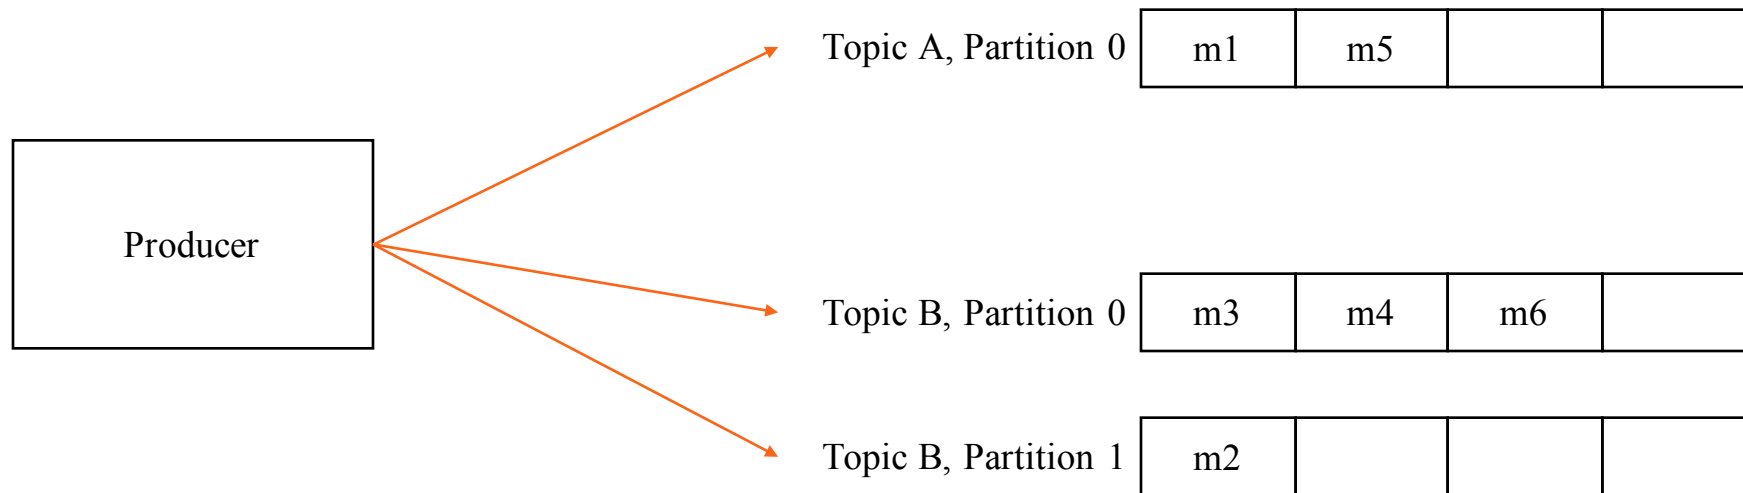 Topic A, Partition 0 m1 m5
Producer
Topic B, Partition 0 m3 m4 m6
Topic B, Partition 1 m2